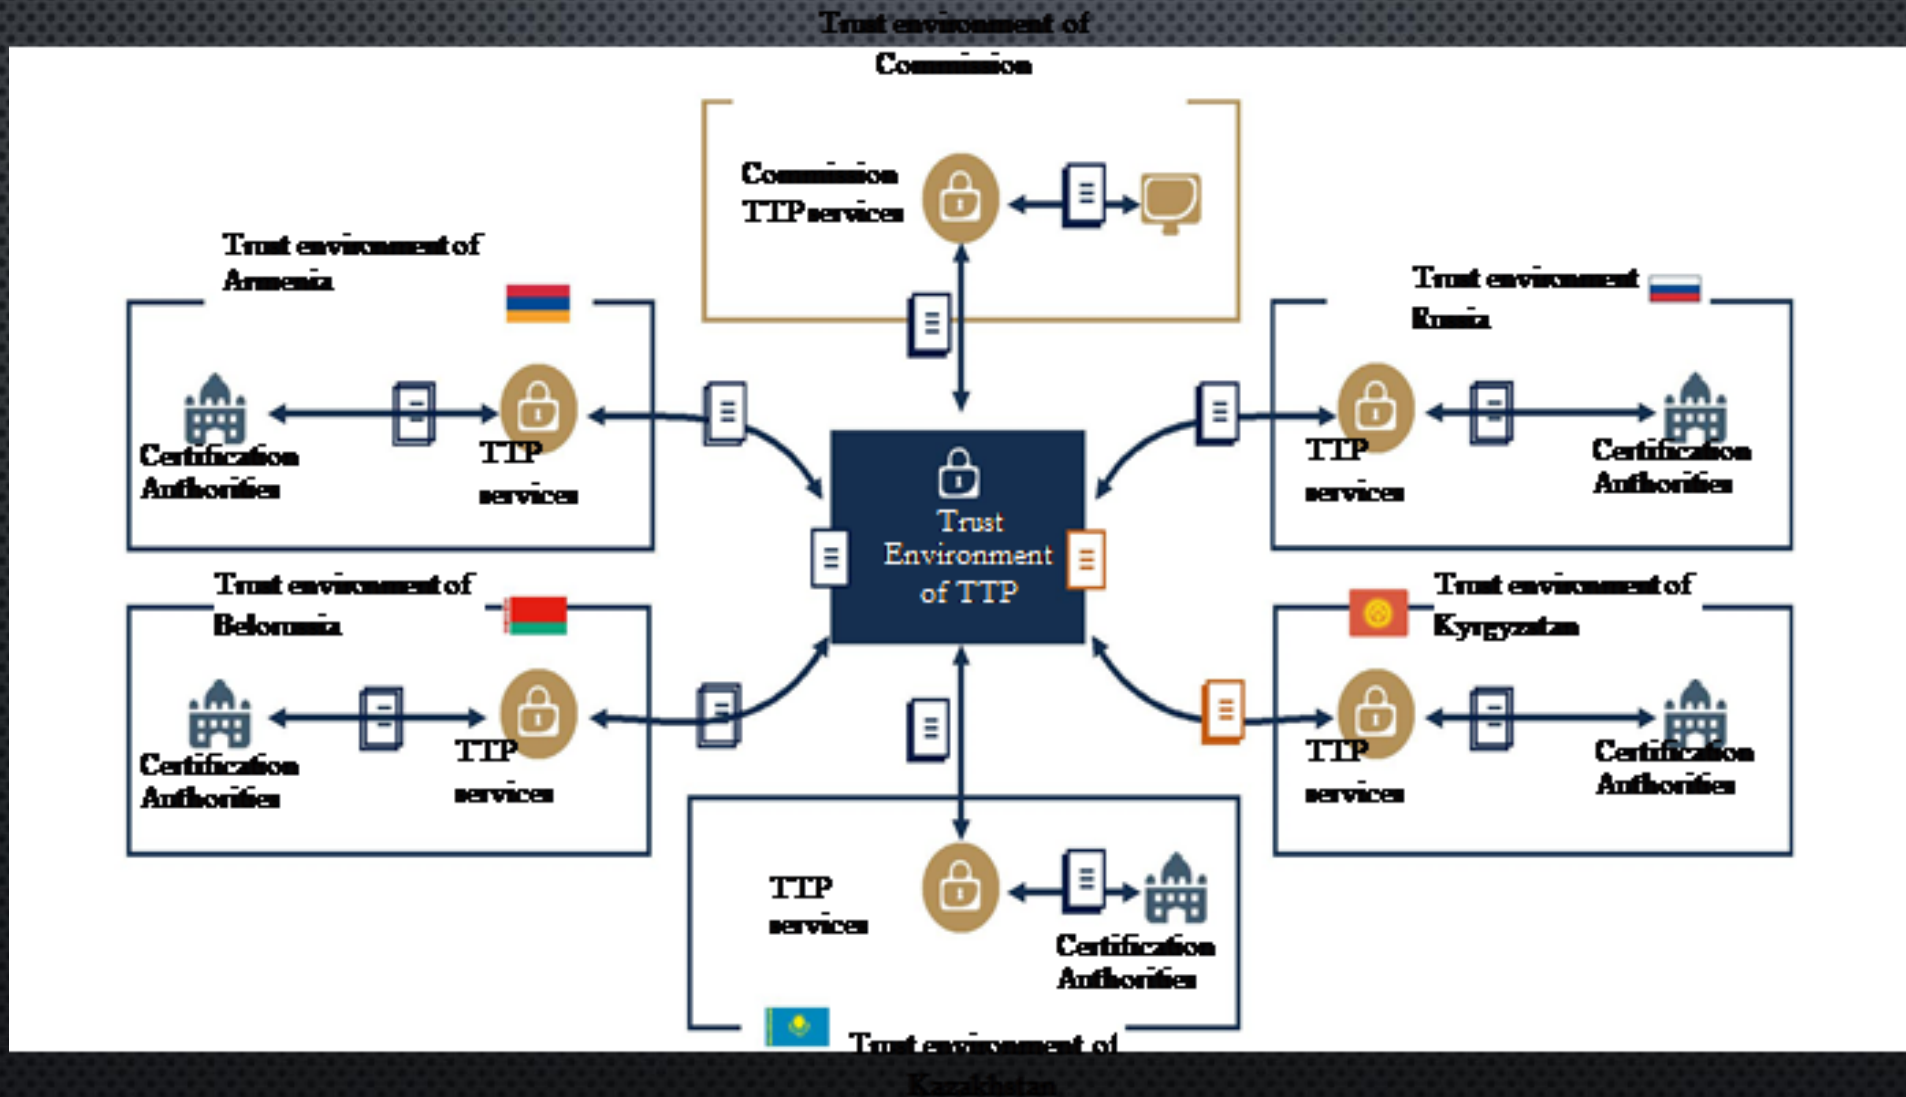 Trust environment of
Commission
Commission
TTP services
Trust environment of
Armenia
Certification
Authorities
TTP
services
Trust environment
Russia
TTP
services
Certification
Authorities
Trust
Environment
of TTP
Trust environment of
Belorussia
Certification
Authorities
TTP
services
Trust environment of
Kyrgyzstan
TTP
services
Certification
Authorities
TTP
services
Certification
Authorities
Trust environment of
Kazakhstan